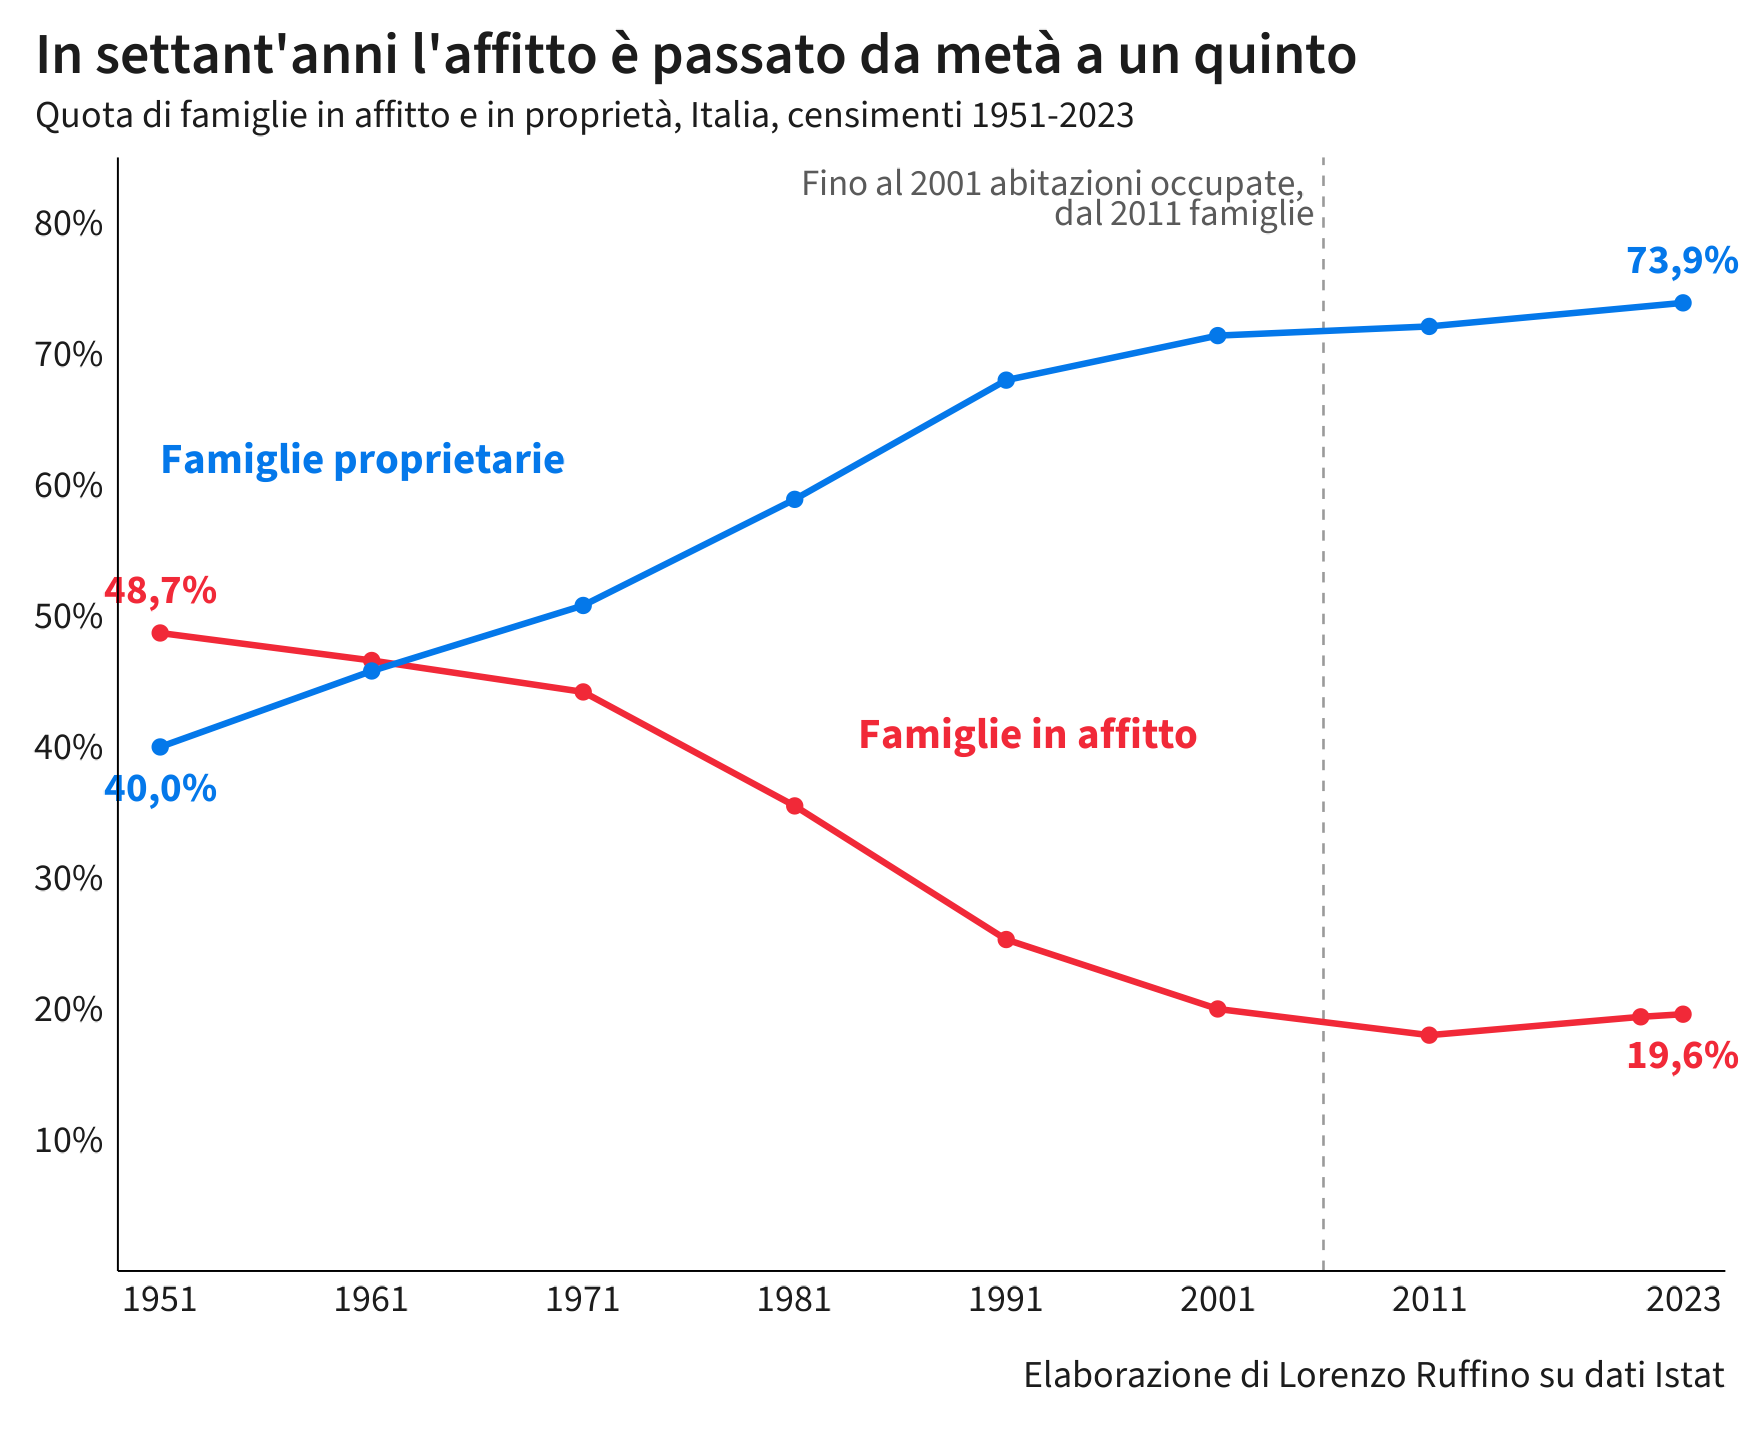 In settant'anni l'affitto è passato da metà a un quinto
Quota di famiglie in affitto e in proprietà, Italia, censimenti 1951-2023
Fino al 2001 abitazioni occupate,
dal 2011 famiglie
80%
73,9%
70%
Famiglie proprietarie
60%
48,7%
50%
Famiglie in affitto
40%
40,0%
30%
20%
19,6%
10%
1951 1961 1971 1981 1991 2001 2011 2023
Elaborazione di Lorenzo Ruffino su dati Istat